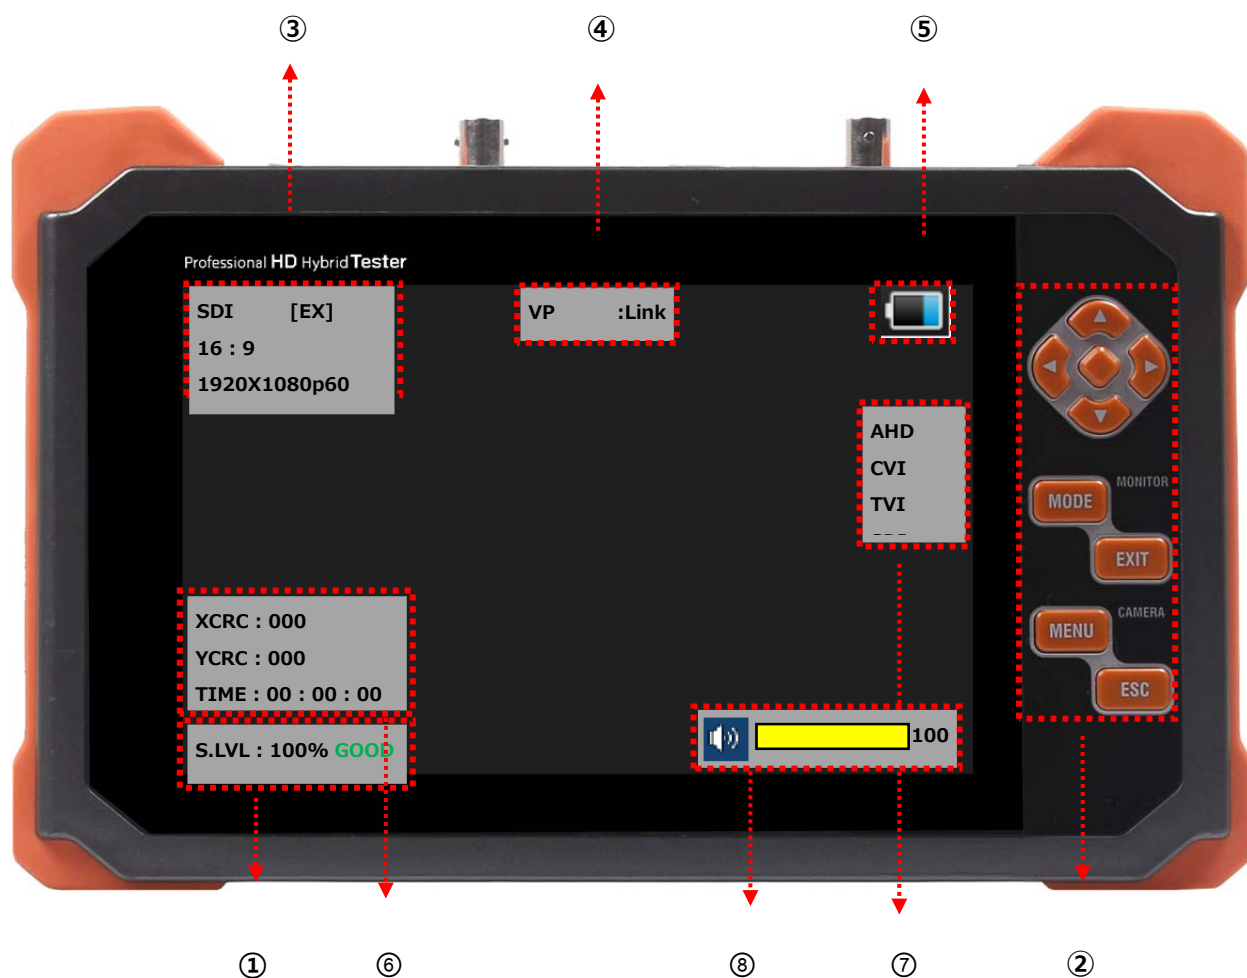 ③ ④ ⑤
Professional HD Hybrid Tester
SDI [EX]
16 : 9
1920X1080p60
VP :Link
AHD
CVI
TVI
MONITOR
MODE
EXIT
CAMERA
MENU
ESC
XCRC : 000
YCRC : 000
TIME : 00 : 00 : 00
S.LVL : 100% GOOD
100
① ⑥ ⑧ ⑦ ②